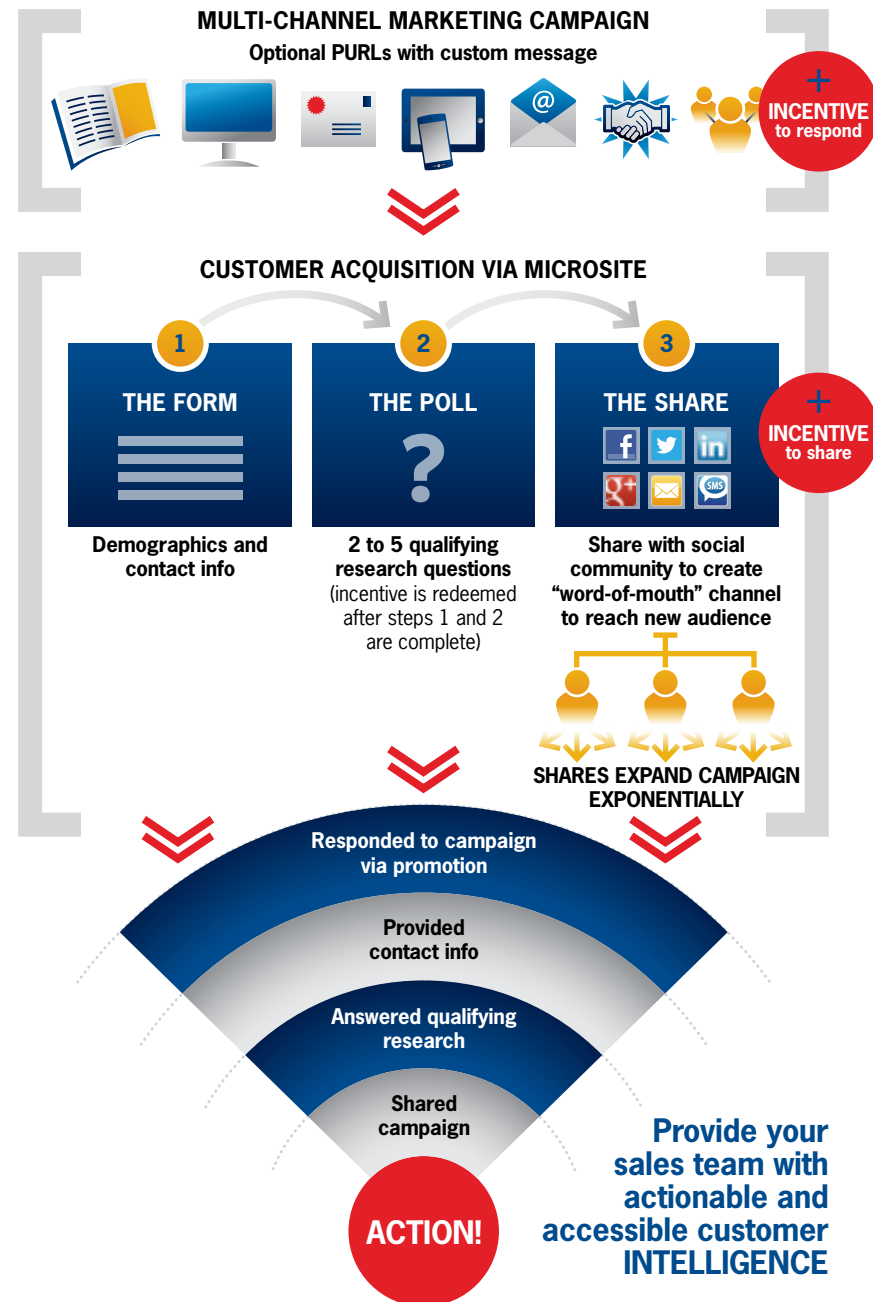 MULTI-CHANNEL MARKETING CAMPAIGN
Optional PURLs with custom message
@
+
INCENTIVE
to respond
CUSTOMER ACQUISITION VIA MICROSITE
1
2
3
THE FORM
THE POLL
THE SHARE
?
f
in
g+
SMS
+
INCENTIVE
to share
Demographics and
contact info
2 to 5 qualifying
research questions
(incentive is redeemed
after steps 1 and 2
are complete)
Share with social
community to create
“word-of-mouth” channel
to reach new audience
SHARES EXPAND CAMPAIGN
EXPONENTIALLY
Responded to campaign
via promotion
Provided
contact info
Answered qualifying
research
Shared
campaign
ACTION!
Provide your
sales team with
actionable and
accessible customer
INTELLIGENCE